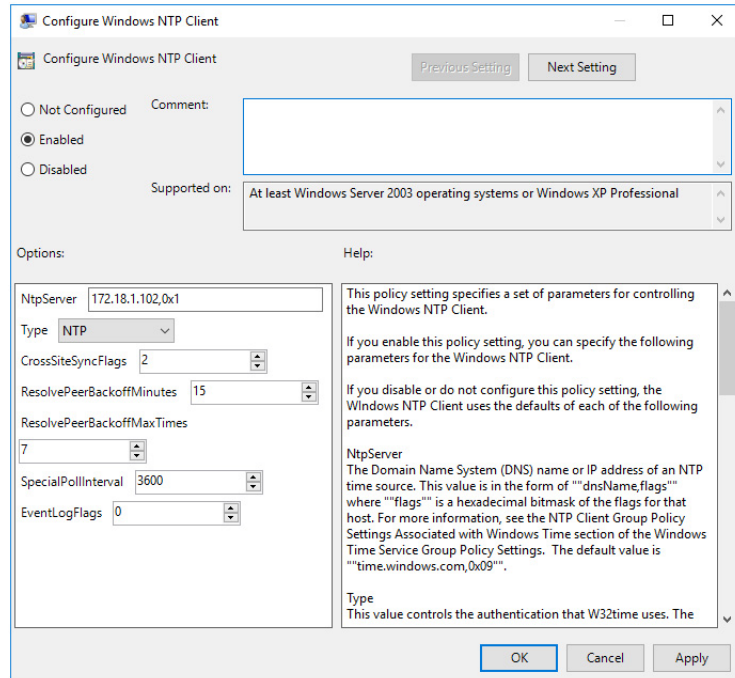 Configure Windows NTP Client
Configure Windows NTP Client
Previous Setting
Next Setting
Not Configured
Comment:
Enabled
Disabled
Supported on:
At least Windows Server 2003 operating systems or Windows XP Professional
Options:
Help:
NtpServer 172.18.1.102,0x1
Type NTP
CrossSiteSyncFlags 2
ResolvePeerBackoffMinutes 15
ResolvePeerBackoffMaxTimes
7
SpecialPollInterval 3600
EventLogFlags 0
This policy setting specifies a set of parameters for controlling
the Windows NTP Client.
If you enable this policy setting, you can specify the following
parameters for the Windows NTP Client.
If you disable or do not configure this policy setting, the
WIndows NTP Client uses the defaults of each of the following
parameters.
NtpServer
The Domain Name System (DNS) name or IP address of an NTP
time source. This value is in the form of ""dnsName,flags""
where ""flags"" is a hexadecimal bitmask of the flags for that
host. For more information, see the NTP Client Group Policy
Settings Associated with Windows Time section of the Windows
Time Service Group Policy Settings.  The default value is
""time.windows.com,0x09"".
Type
This value controls the authentication that W32time uses. The
OK
Cancel
Apply